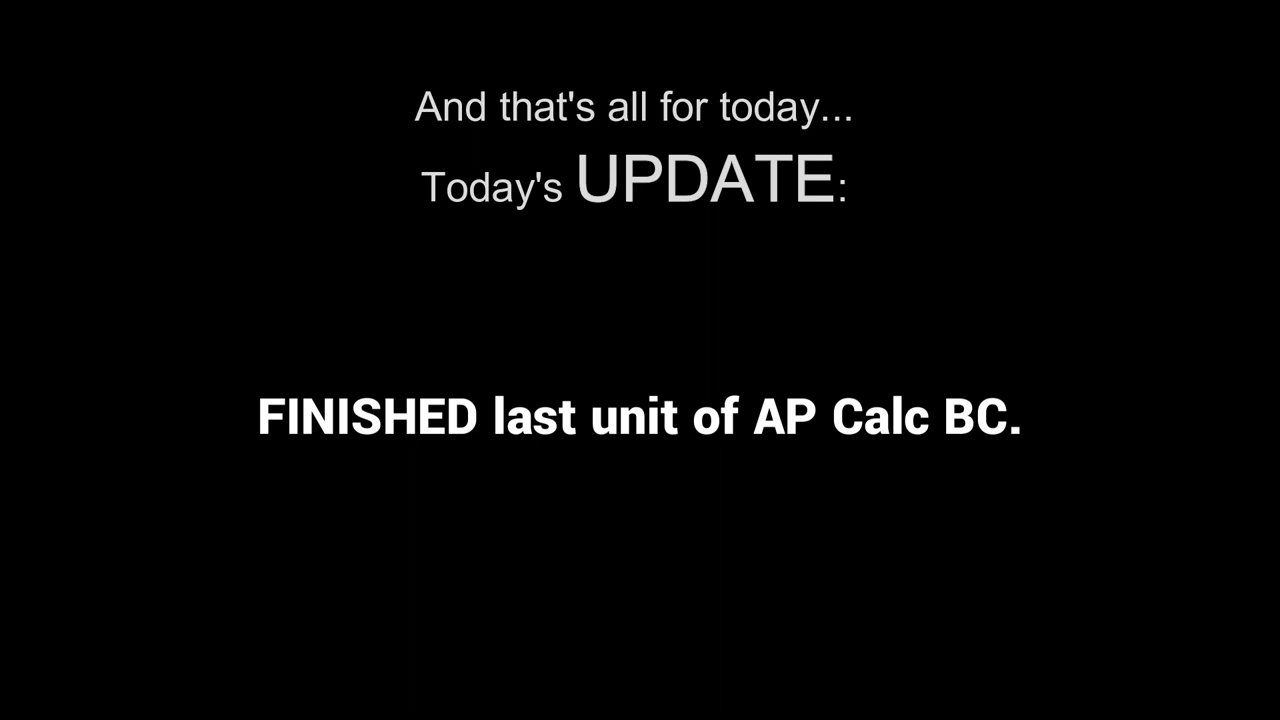 And that's all for today...
Today's UPDATE:
FINISHED last unit of AP Calc BC.